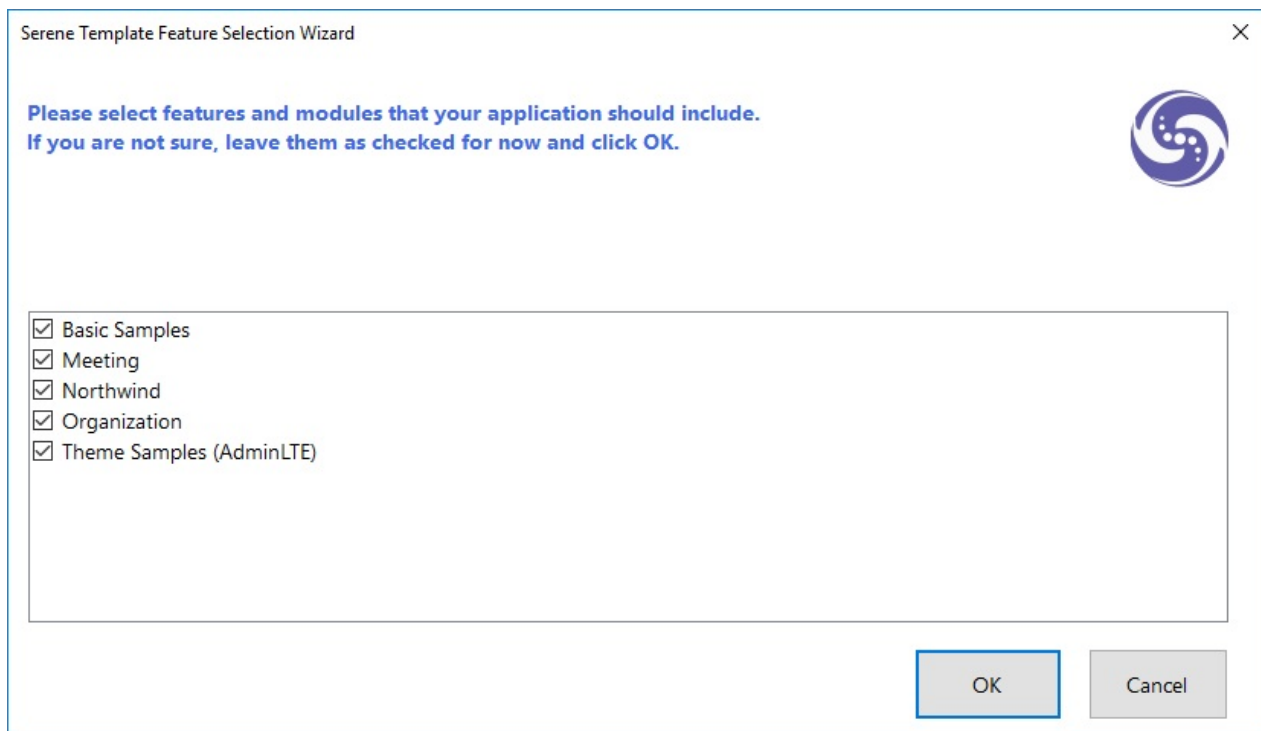 Serene Template Feature Selection Wizard
Please select features and modules that your application should include.
If you are not sure, leave them as checked for now and click OK.
Basic Samples
Meeting
Northwind
Organization
Theme Samples (AdminLTE)
OK
Cancel